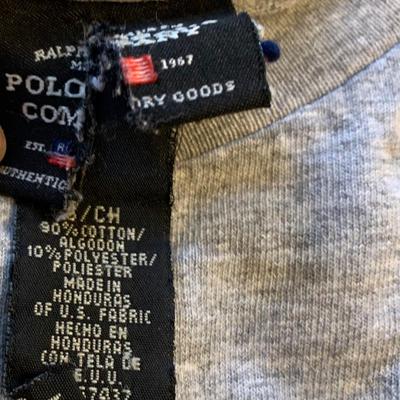 RALPH
1967
POLO
COM
DRY GOODS
EST.
AUTHENTIC
S/CH
90% COTTON/
ALGODON
10% POLYESTER/
POLIESTER
MADE IN
HONDURAS
OF U.S. FABRIC
HECHO EN
HONDURAS
CON TELA DE
E.U.U.